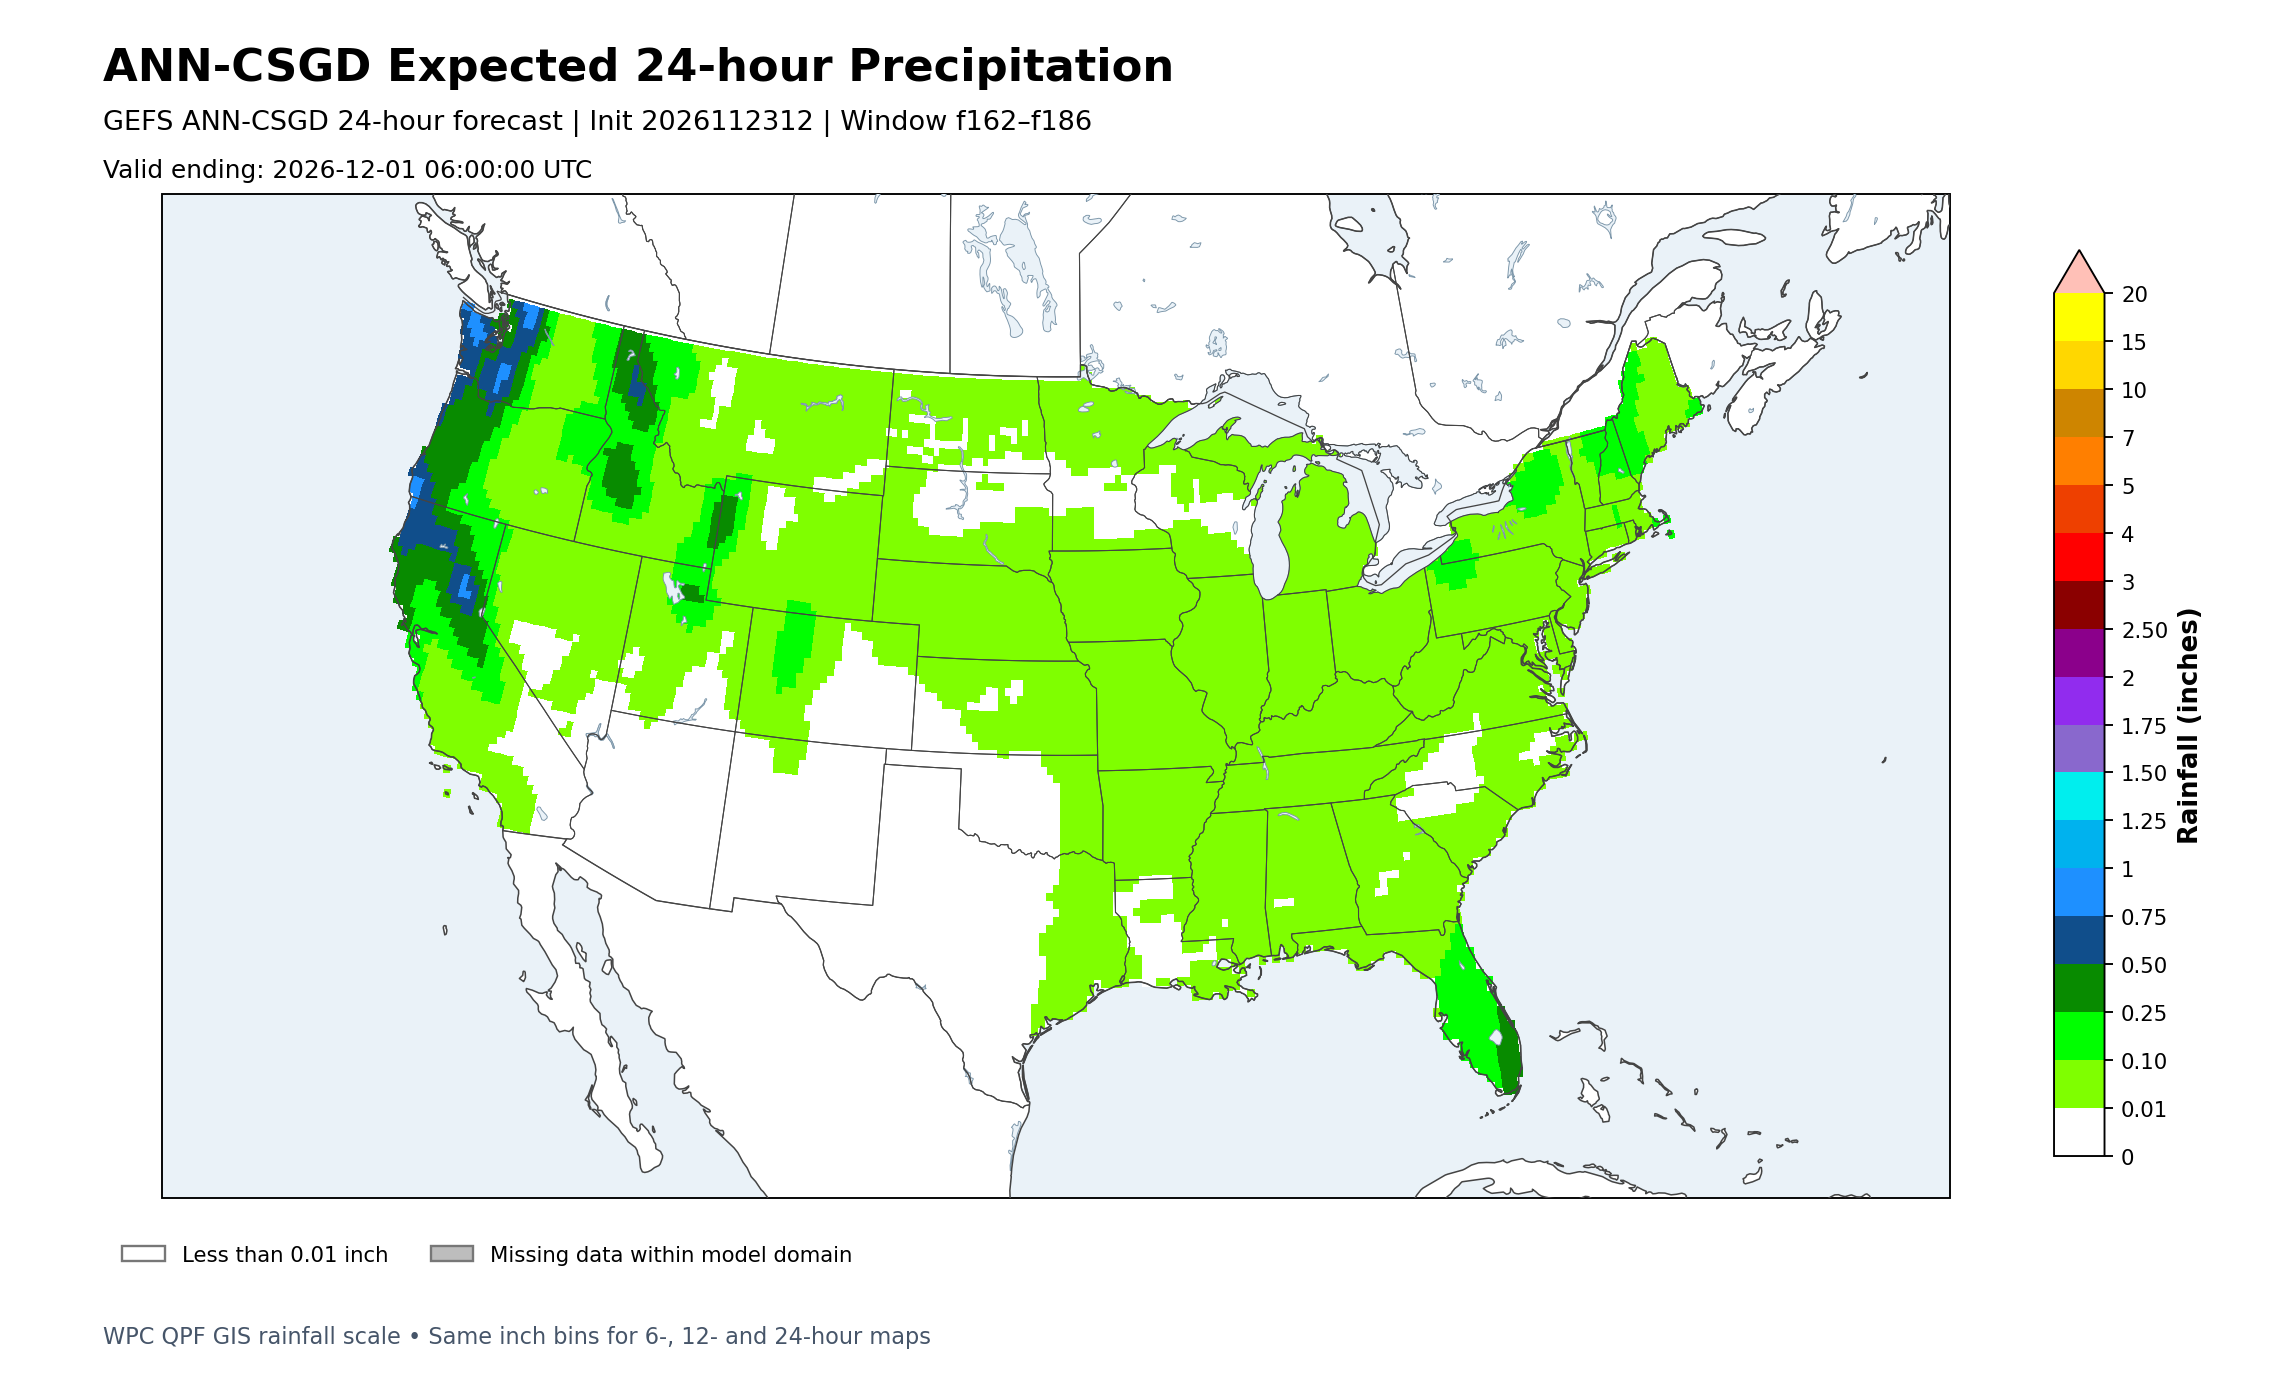 ANN-CSGD Expected 24-hour Precipitation
GEFS ANN-CSGD 24-hour forecast | Init 2026112312 | Window f162–f186
Valid ending: 2026-12-01 06:00:00 UTC
20
15
10
7
5
4
3
2.50
2
1.75
1.50
1.25
1
0.75
0.50
0.25
0.10
0.01
0
Rainfall (inches)
Less than 0.01 inch
Missing data within model domain
WPC QPF GIS rainfall scale • Same inch bins for 6-, 12- and 24-hour maps